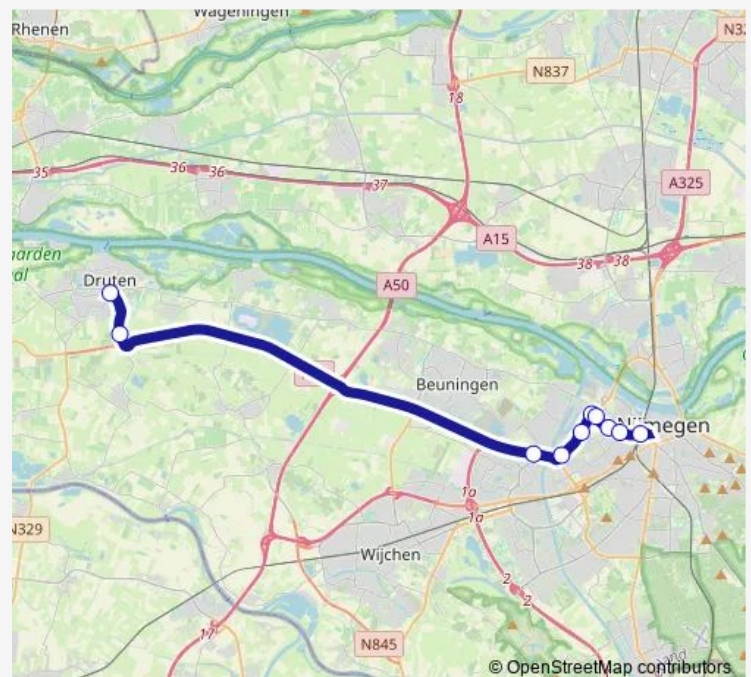 Rhenen
Wageningen
N837
18
35
36
36
37
A325
A15
38
38
Druten
A50
Beuningen
Nijmegen
1a
1a
N329
Wijchen
2
2
17
N845
© OpenStreetMap contributors